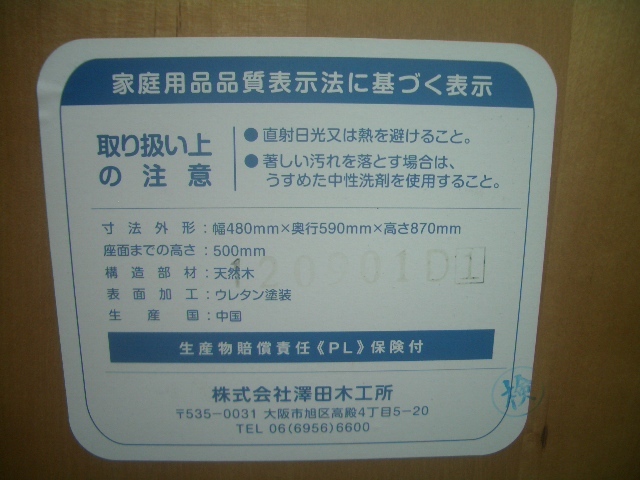 家庭用品品質表示法に基づく表示
取り扱い上
の注意
●直射日光又は熱を避けること。
●著しい汚れを落とす場合は、
うすめた中性洗剤を使用すること。
寸法外形：幅480mm×奥行590mm×高さ870mm
座面までの高さ：500mm
構造部材：天然木
表面加工：ウレタン塗装
生産国：中国
生産物賠償責任《PL》保険付
株式会社澤田木工所
〒535-0031 大阪市旭区高殿4丁目5-20
TEL 06(6956)6600
検